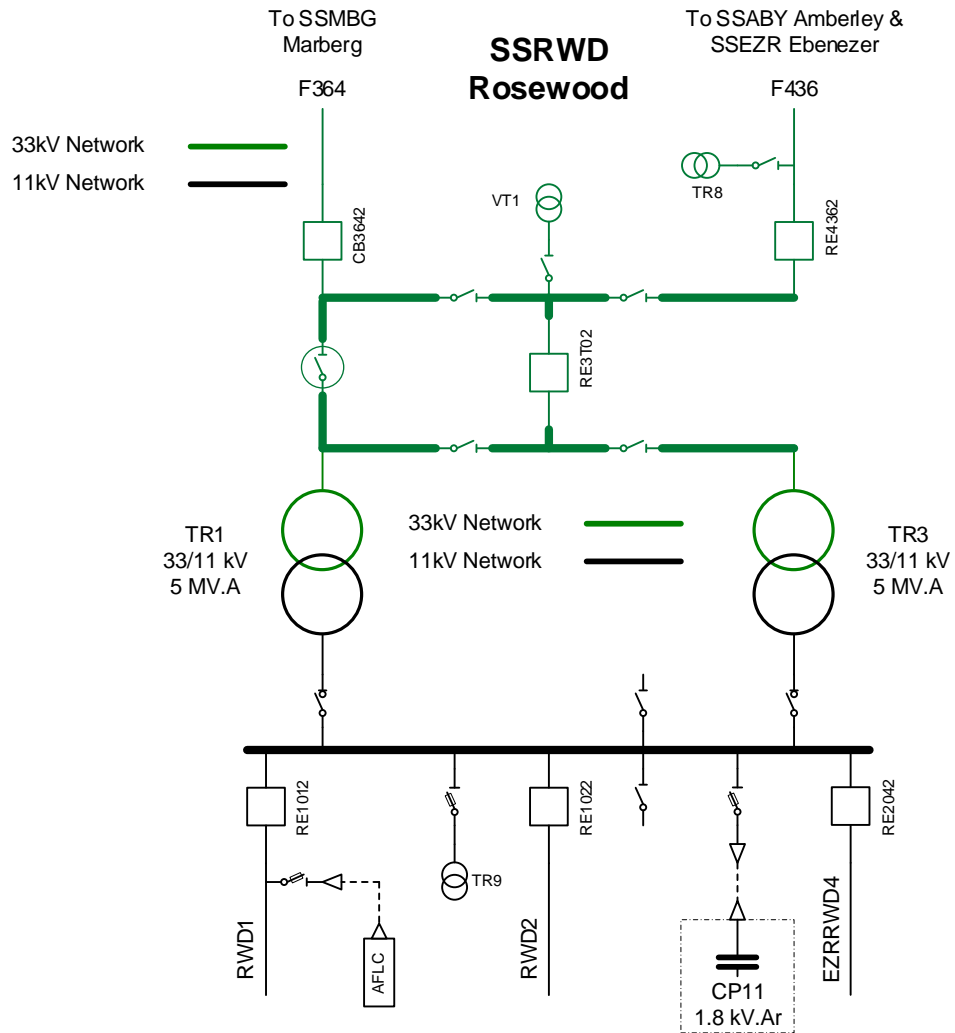 To SSMBG
Marberg
SSRWD
Rosewood
To SSABY Amberley &
SSEZR Ebenezer
F364
F436
33kV Network
11kV Network
TR8
VT1
CB3642
RE4362
RE3T02
TR1
33/11 kV
5 MV.A
33kV Network
11kV Network
TR3
33/11 kV
5 MV.A
RE1012
RE1022
RE2042
TR9
RWD1
AFLC
RWD2
EZRRWD4
CP11
1.8 kV.Ar